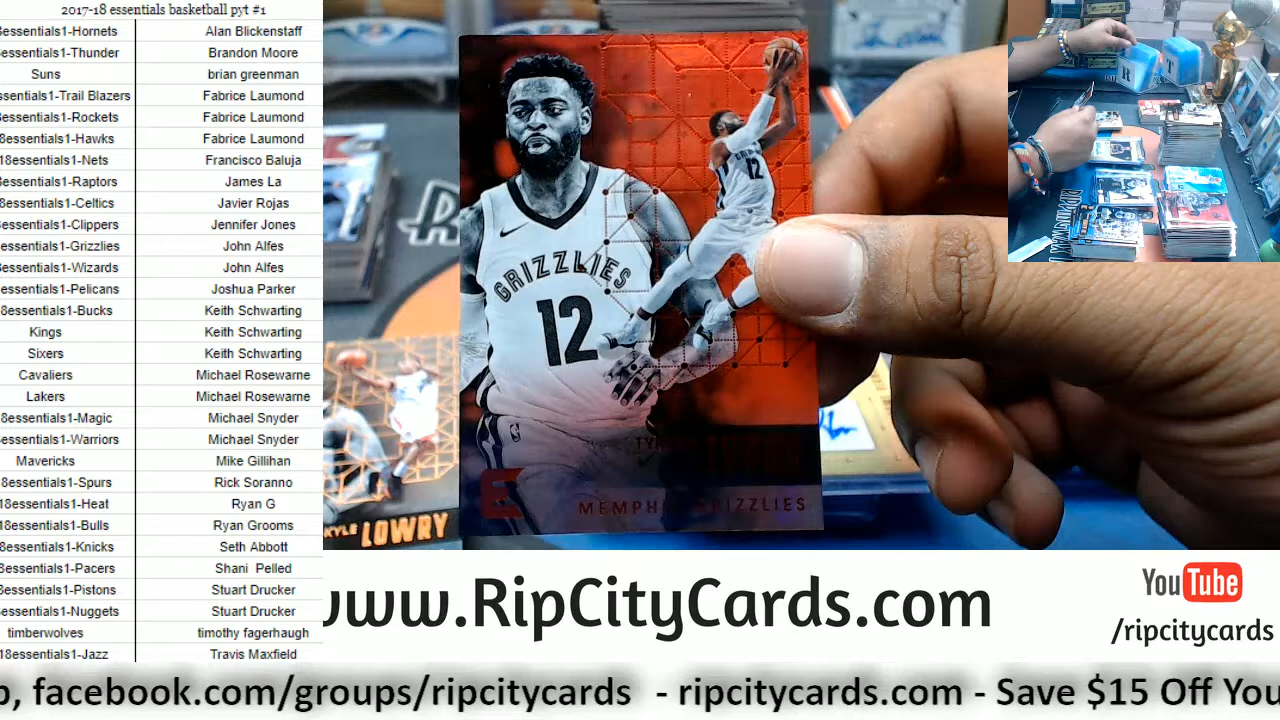 2017-18 essentials basketball pyt #1
8essentials1-Hornets Alan Blickenstaff
8essentials1-Thunder Brandon Moore
Suns brian greenman
ssentials1-Trail Blazers Fabrice Laumond
8essentials1-Rockets Fabrice Laumond
8essentials1-Hawks Fabrice Laumond
18essentials1-Nets Francisco Baluja
8essentials1-Raptors James La
8essentials1-Celtics Javier Rojas
8essentials1-Clippers Jennifer Jones
essentials1-Grizzlies John Alfes
8essentials1-Wizards John Alfes
essentials1-Pelicans Joshua Parker
8essentials1-Bucks Keith Schwarting
Kings Keith Schwarting
Sixers Keith Schwarting
Cavaliers Michael Rosewarne
Lakers Michael Rosewarne
8essentials1-Magic Michael Snyder
essentials1-Warriors Michael Snyder
Mavericks Mike Gillihan
8essentials1-Spurs Rick Soranno
18essentials1-Heat Ryan G
18essentials1-Bulls Ryan Grooms
8essentials1-Knicks Seth Abbott
8essentials1-Pacers Shani Pelled
8essentials1-Pistons Stuart Drucker
essentials1-Nuggets Stuart Drucker
timberwolves timothy fagerhaugh
18essentials1-Jazz Travis Maxfield
GRIZZLIES
12
12
E
KYLE LOWRY
R
T
www.RipCityCards.com
YouTube
/ripcitycards
p, facebook.com/groups/ripcitycards - ripcitycards.com - Save $15 Off You